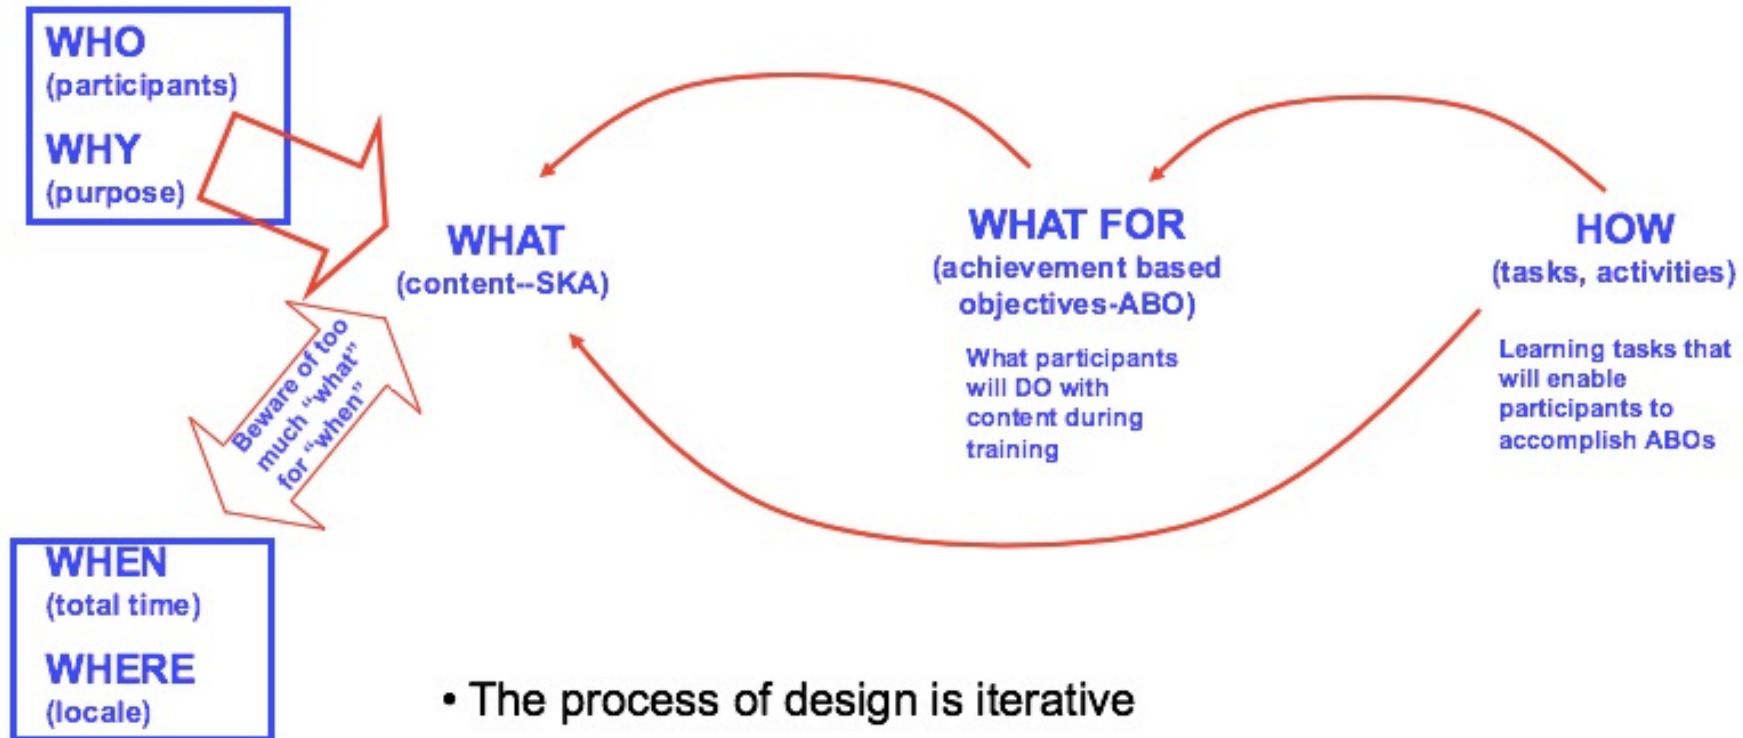 WHO
(participants)
WHY
(purpose)
WHAT
(content--SKA)
WHAT FOR
(achievement based
objectives-ABO)
What participants
will DO with
content during
training
HOW
(tasks, activities)
Learning tasks that
will enable
participants to
accomplish ABOs
Beware of too
much “what”
for “when”
WHEN
(total time)
WHERE
(locale)
• The process of design is iterative